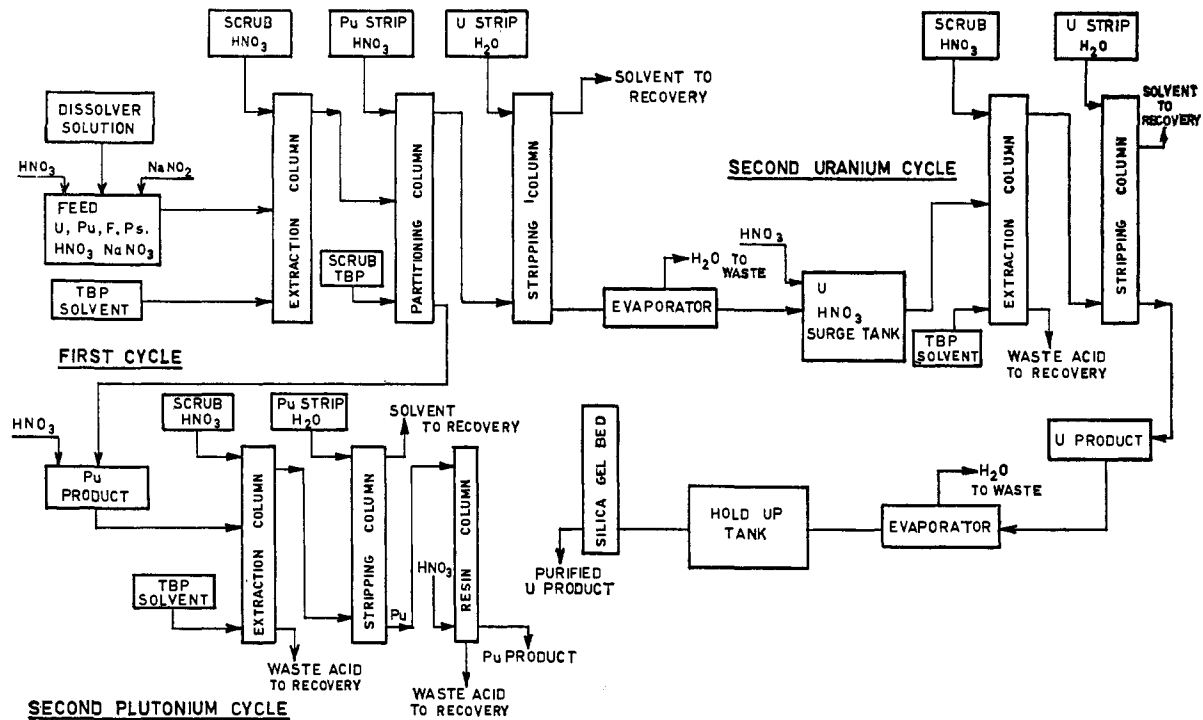 SCRUB
HNO3
Pu STRIP
HNO3
U STRIP
H2O
SOLVENT TO
RECOVERY
DISSOLVER
SOLUTION
HNO3
NaNO2
FEED
U, Pu, F, Ps.
HNO3 NaNO3
TBP
SOLVENT
EXTRACTION COLUMN
SCRUB
TBP
PARTITIONING COLUMN
STRIPPING COLUMN
FIRST CYCLE
EVAPORATOR
H2O TO
WASTE
HNO3
U
HNO3
SURGE TANK
SECOND URANIUM CYCLE
SCRUB
HNO3
U STRIP
H2O
SOLVENT
TO
RECOVERY
EXTRACTION COLUMN
STRIPPING COLUMN
TBP
SOLVENT
WASTE ACID
TO RECOVERY
U PRODUCT
H2O
TO WASTE
EVAPORATOR
HOLD UP
TANK
SILICA GEL BED
PURIFIED
U PRODUCT
HNO3
Pu
PRODUCT
SCRUB
HNO3
Pu STRIP
H2O
SOLVENT
TO RECOVERY
EXTRACTION COLUMN
STRIPPING COLUMN
Pu
HNO3
RESIN COLUMN
TBP
SOLVENT
WASTE ACID
TO RECOVERY
Pu PRODUCT
WASTE ACID
TO RECOVERY
SECOND PLUTONIUM CYCLE